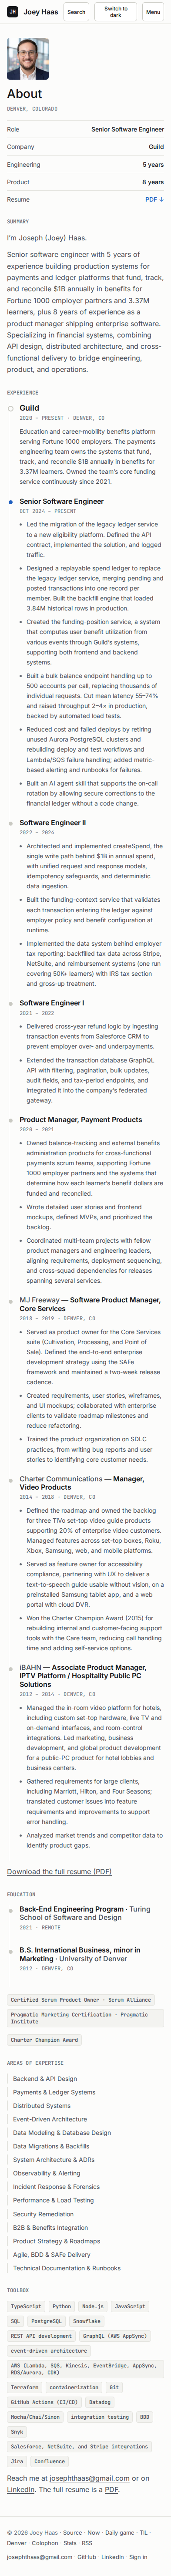 JH Joey Haas Search Switch to dark Menu
About
DENVER, COLORADO
Role Senior Software Engineer
Company Guild
Engineering 5 years
Product 8 years
Resume PDF ↓
SUMMARY
I'm Joseph (Joey) Haas.
Senior software engineer with 5 years of
experience building production systems for
payments and ledger platforms that fund, track,
and reconcile $1B annually in benefits for
Fortune 1000 employer partners and 3.37M
learners, plus 8 years of experience as a
product manager shipping enterprise software.
Specializing in financial systems, combining
API design, distributed architecture, and cross-
functional delivery to bridge engineering,
product, and operations.
EXPERIENCE
Guild
2020 – PRESENT · DENVER, CO
Education and career-mobility benefits platform
serving Fortune 1000 employers. The payments
engineering team owns the systems that fund,
track, and reconcile $1B annually in benefits for
3.37M learners. Owned the team's core funding
service continuously since 2021.
Senior Software Engineer
OCT 2024 – PRESENT
Led the migration of the legacy ledger service
to a new eligibility platform. Defined the API
contract, implemented the solution, and logged
traffic.
Designed a replayable spend ledger to replace
the legacy ledger service, merging pending and
posted transactions into one record per
member. Built the backfill engine that loaded
3.84M historical rows in production.
Created the funding-position service, a system
that computes user benefit utilization from
various events through Guild's systems,
supporting both frontend and backend
systems.
Built a bulk balance endpoint handling up to
500 accounts per call, replacing thousands of
individual requests. Cut mean latency 55–74%
and raised throughput 2–4× in production,
backed by automated load tests.
Reduced cost and failed deploys by retiring
unused Aurora PostgreSQL clusters and
rebuilding deploy and test workflows and
Lambda/SQS failure handling; added metric-
based alerting and runbooks for failures.
Built an AI agent skill that supports the on-call
rotation by allowing secure corrections to the
financial ledger without a code change.
Software Engineer II
2022 – 2024
Architected and implemented createSpend, the
single write path behind $1B in annual spend,
with unified request and response models,
idempotency safeguards, and deterministic
data ingestion.
Built the funding-context service that validates
each transaction entering the ledger against
employer policy and benefit configuration at
runtime.
Implemented the data system behind employer
tax reporting: backfilled tax data across Stripe,
NetSuite, and reimbursement systems (one run
covering 50K+ learners) with IRS tax section
and gross-up treatment.
Software Engineer I
2021 – 2022
Delivered cross-year refund logic by ingesting
transaction events from Salesforce CRM to
prevent employer over- and underpayments.
Extended the transaction database GraphQL
API with filtering, pagination, bulk updates,
audit fields, and tax-period endpoints, and
integrated it into the company's federated
gateway.
Product Manager, Payment Products
2020 – 2021
Owned balance-tracking and external benefits
administration products for cross-functional
payments scrum teams, supporting Fortune
1000 employer benefits and the systems that
determine how each learner's benefit dollars are
funded and reconciled.
Wrote detailed user stories and frontend
mockups, defined MVPs, and prioritized the
backlog.
Coordinated multi-team projects with fellow
product managers and engineering leaders,
aligning requirements, deployment sequencing,
and cross-squad dependencies for releases
spanning several services.
MJ Freeway — Software Product Manager,
Core Services
2018 – 2019 · DENVER, CO
Served as product owner for the Core Services
suite (Cultivation, Processing, and Point of
Sale). Defined the end-to-end enterprise
development strategy using the SAFe
framework and maintained a two-week release
cadence.
Created requirements, user stories, wireframes,
and UI mockups; collaborated with enterprise
clients to validate roadmap milestones and
reduce refactoring.
Trained the product organization on SDLC
practices, from writing bug reports and user
stories to identifying core customer needs.
Charter Communications — Manager,
Video Products
2014 – 2018 · DENVER, CO
Defined the roadmap and owned the backlog
for three TiVo set-top video guide products
supporting 20% of enterprise video customers.
Managed features across set-top boxes, Roku,
Xbox, Samsung, web, and mobile platforms.
Served as feature owner for accessibility
compliance, partnering with UX to deliver a
text-to-speech guide usable without vision, on a
preinstalled Samsung tablet app, and a web
portal with cloud DVR.
Won the Charter Champion Award (2015) for
rebuilding internal and customer-facing support
tools with the Care team, reducing call handling
time and adding self-service options.
iBAHN — Associate Product Manager,
IPTV Platform / Hospitality Public PC
Solutions
2012 – 2014 · DENVER, CO
Managed the in-room video platform for hotels,
including custom set-top hardware, live TV and
on-demand interfaces, and room-control
integrations. Led marketing, business
development, and global product development
for a public-PC product for hotel lobbies and
business centers.
Gathered requirements for large clients,
including Marriott, Hilton, and Four Seasons;
translated customer issues into feature
improvements and improvements to support
error handling.
Analyzed market trends and competitor data to
identify product gaps.
Download the full resume (PDF)
EDUCATION
Back-End Engineering Program · Turing
School of Software and Design
2021 · REMOTE
B.S. International Business, minor in
Marketing · University of Denver
2012 · DENVER, CO
Certified Scrum Product Owner · Scrum Alliance
Pragmatic Marketing Certification · Pragmatic
Institute
Charter Champion Award
AREAS OF EXPERTISE
Backend & API Design
Payments & Ledger Systems
Distributed Systems
Event-Driven Architecture
Data Modeling & Database Design
Data Migrations & Backfills
System Architecture & ADRs
Observability & Alerting
Incident Response & Forensics
Performance & Load Testing
Security Remediation
B2B & Benefits Integration
Product Strategy & Roadmaps
Agile, BDD & SAFe Delivery
Technical Documentation & Runbooks
TOOLBOX
TypeScript Python Node.js JavaScript
SQL PostgreSQL Snowflake
REST API development GraphQL (AWS AppSync)
event-driven architecture
AWS (Lambda, SQS, Kinesis, EventBridge, AppSync,
RDS/Aurora, CDK)
Terraform containerization Git
GitHub Actions (CI/CD) Datadog
Mocha/Chai/Sinon integration testing BDD
Snyk
Salesforce, NetSuite, and Stripe integrations
Jira Confluence
Reach me at josephthaas@gmail.com or on
LinkedIn. The full resume is a PDF.
© 2026 Joey Haas · Source · Now · Daily game · TIL ·
Denver · Colophon · Stats · RSS
josephthaas@gmail.com · GitHub · LinkedIn · Sign in